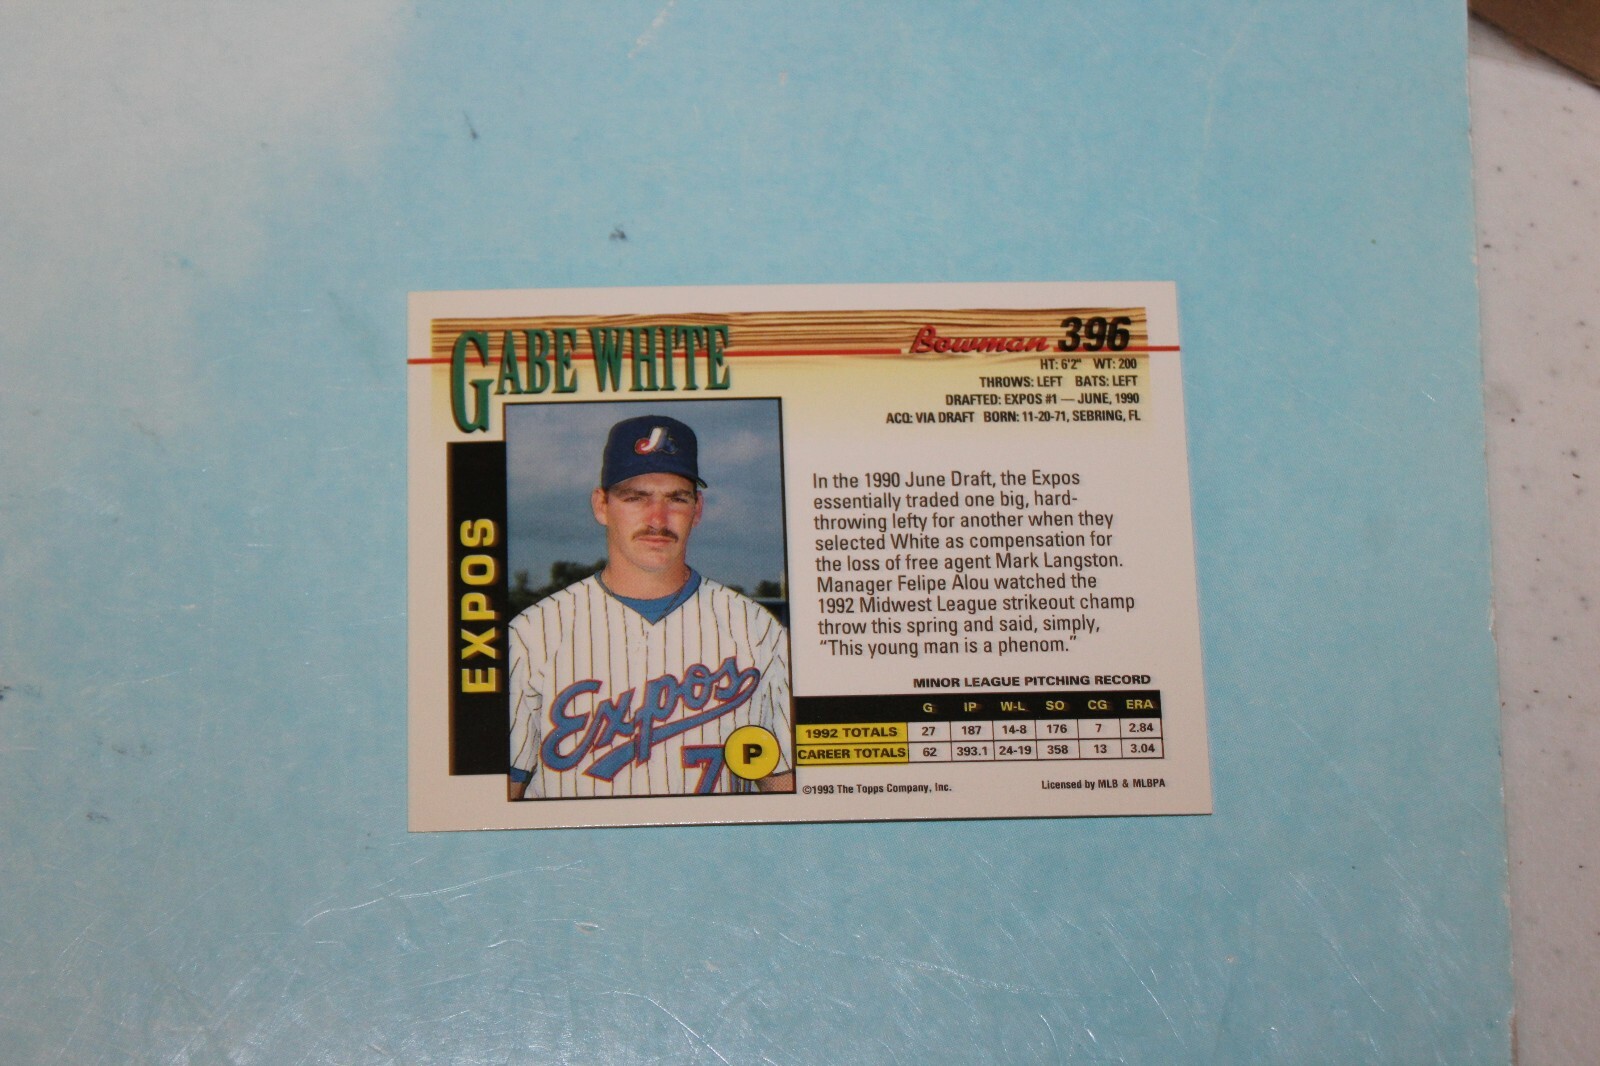 GABE WHITE
Bowman 396
HT: 6'2" WT: 200
THROWS: LEFT BATS: LEFT
DRAFTED: EXPOS #1 — JUNE, 1990
ACQ: VIA DRAFT BORN: 11-20-71, SEBRING, FL
EXPOS
Expos
7
P
In the 1990 June Draft, the Expos
essentially traded one big, hard-
throwing lefty for another when they
selected White as compensation for
the loss of free agent Mark Langston.
Manager Felipe Alou watched the
1992 Midwest League strikeout champ
throw this spring and said, simply,
"This young man is a phenom."
MINOR LEAGUE PITCHING RECORD
G IP W-L SO CG ERA
1992 TOTALS 27 187 14-8 176 7 2.84
CAREER TOTALS 62 393.1 24-19 358 13 3.04
©1993 The Topps Company, Inc. Licensed by MLB & MLBPA